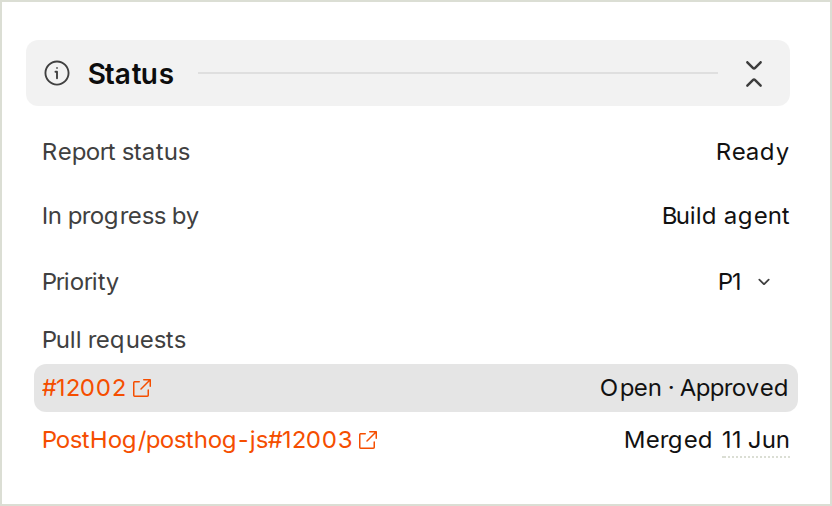 Status
Report status Ready
In progress by Build agent
Priority P1
Pull requests
#12002 Open · Approved
PostHog/posthog-js#12003 Merged 11 Jun